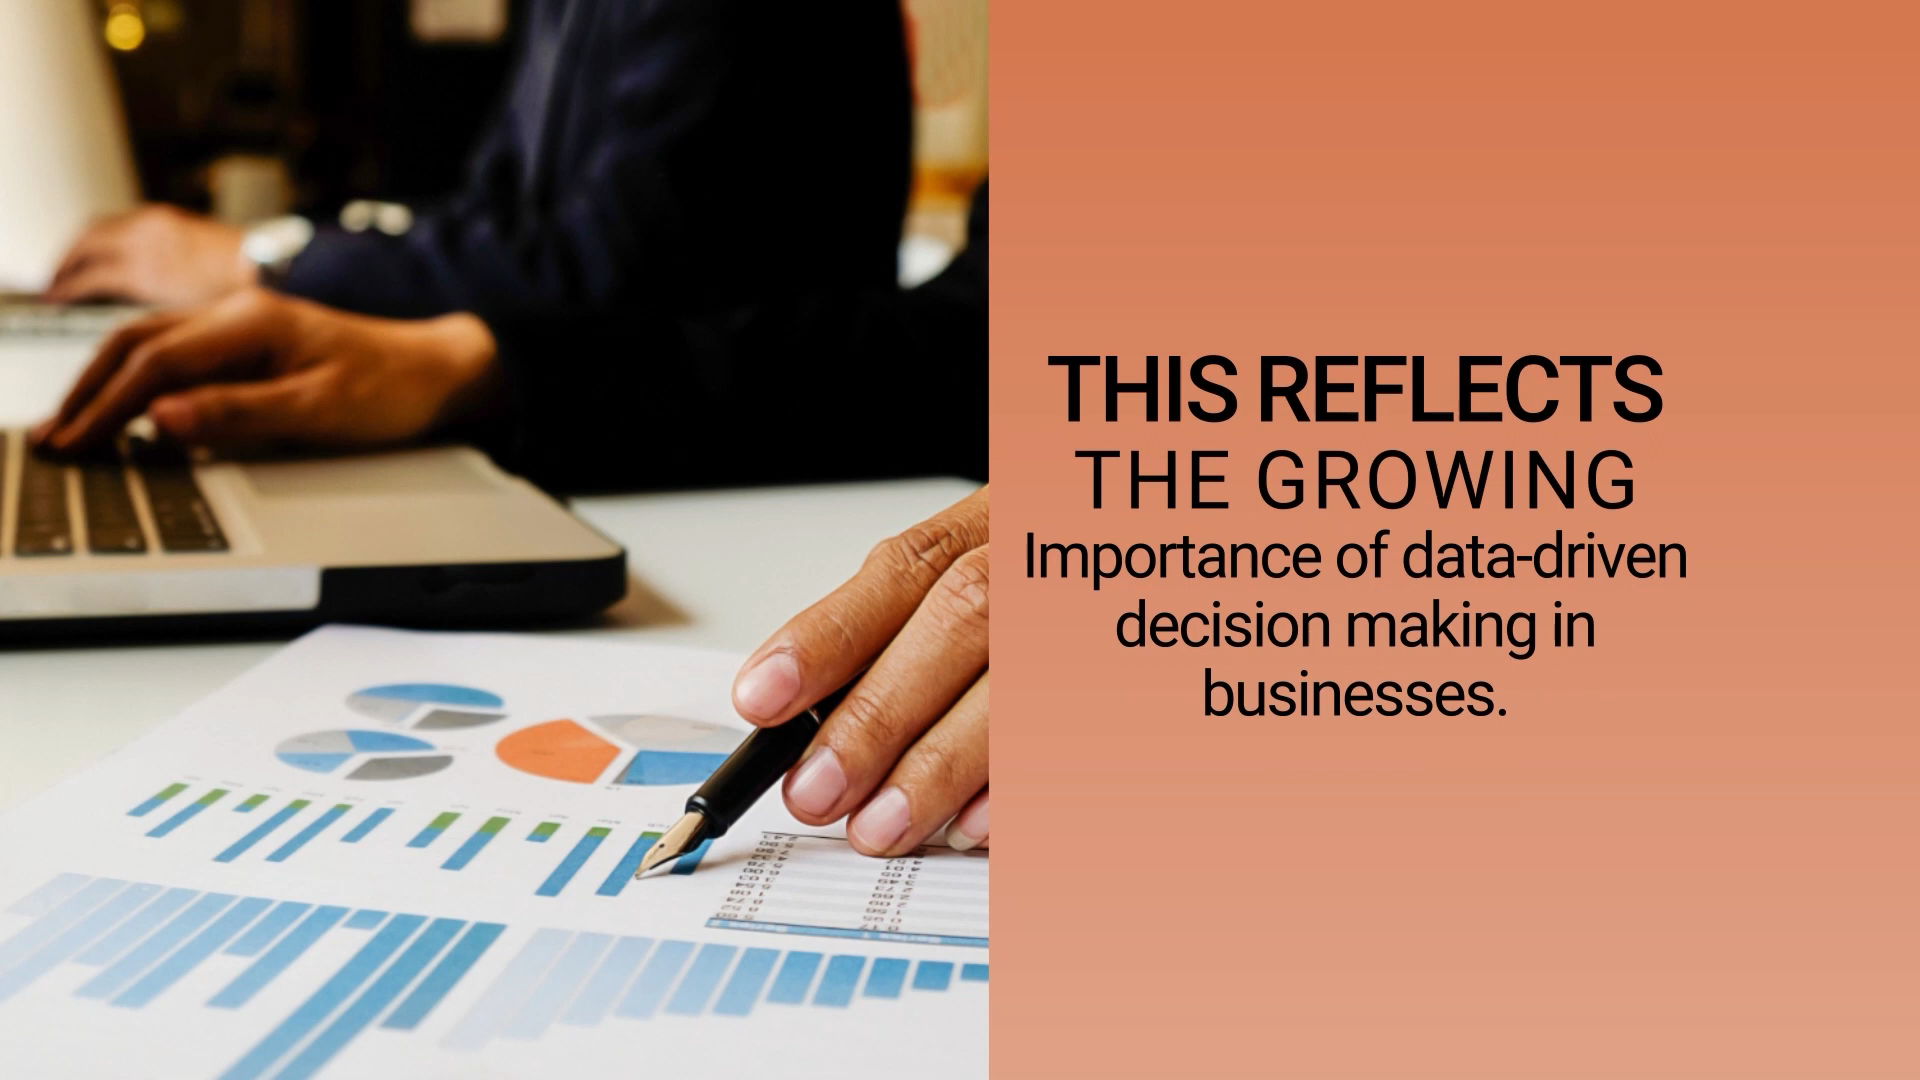 THIS REFLECTS
THE GROWING
Importance of data-driven
decision making in
businesses.